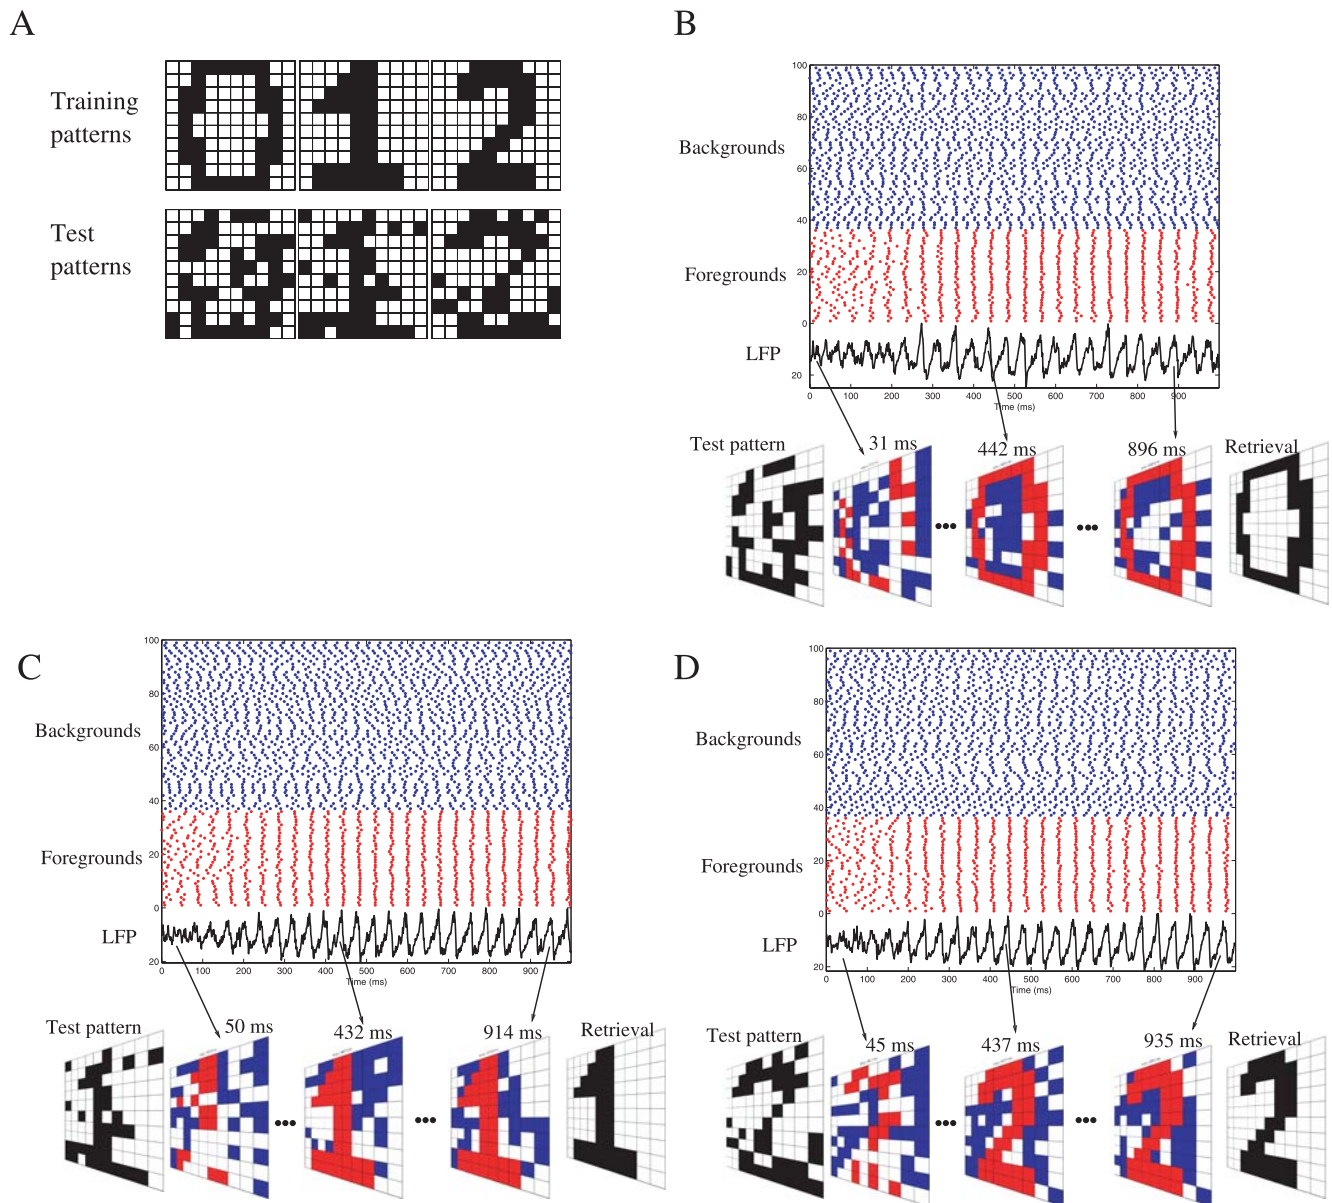 A
Training
patterns
Test
patterns
B
100
80
60
40
20
0
20
Backgrounds
Foregrounds
LFP
0 100 200 300 400 500 600 700 800 900
Time (ms)
Test pattern
31 ms
442 ms
896 ms
Retrieval
C
100
80
60
40
20
0
20
Backgrounds
Foregrounds
LFP
0 100 200 300 400 500 600 700 800 900
Time (ms)
Test pattern
50 ms
432 ms
914 ms
Retrieval
D
100
80
60
40
20
0
20
Backgrounds
Foregrounds
LFP
0 100 200 300 400 500 600 700 800 900
Time (ms)
Test pattern
45 ms
437 ms
935 ms
Retrieval